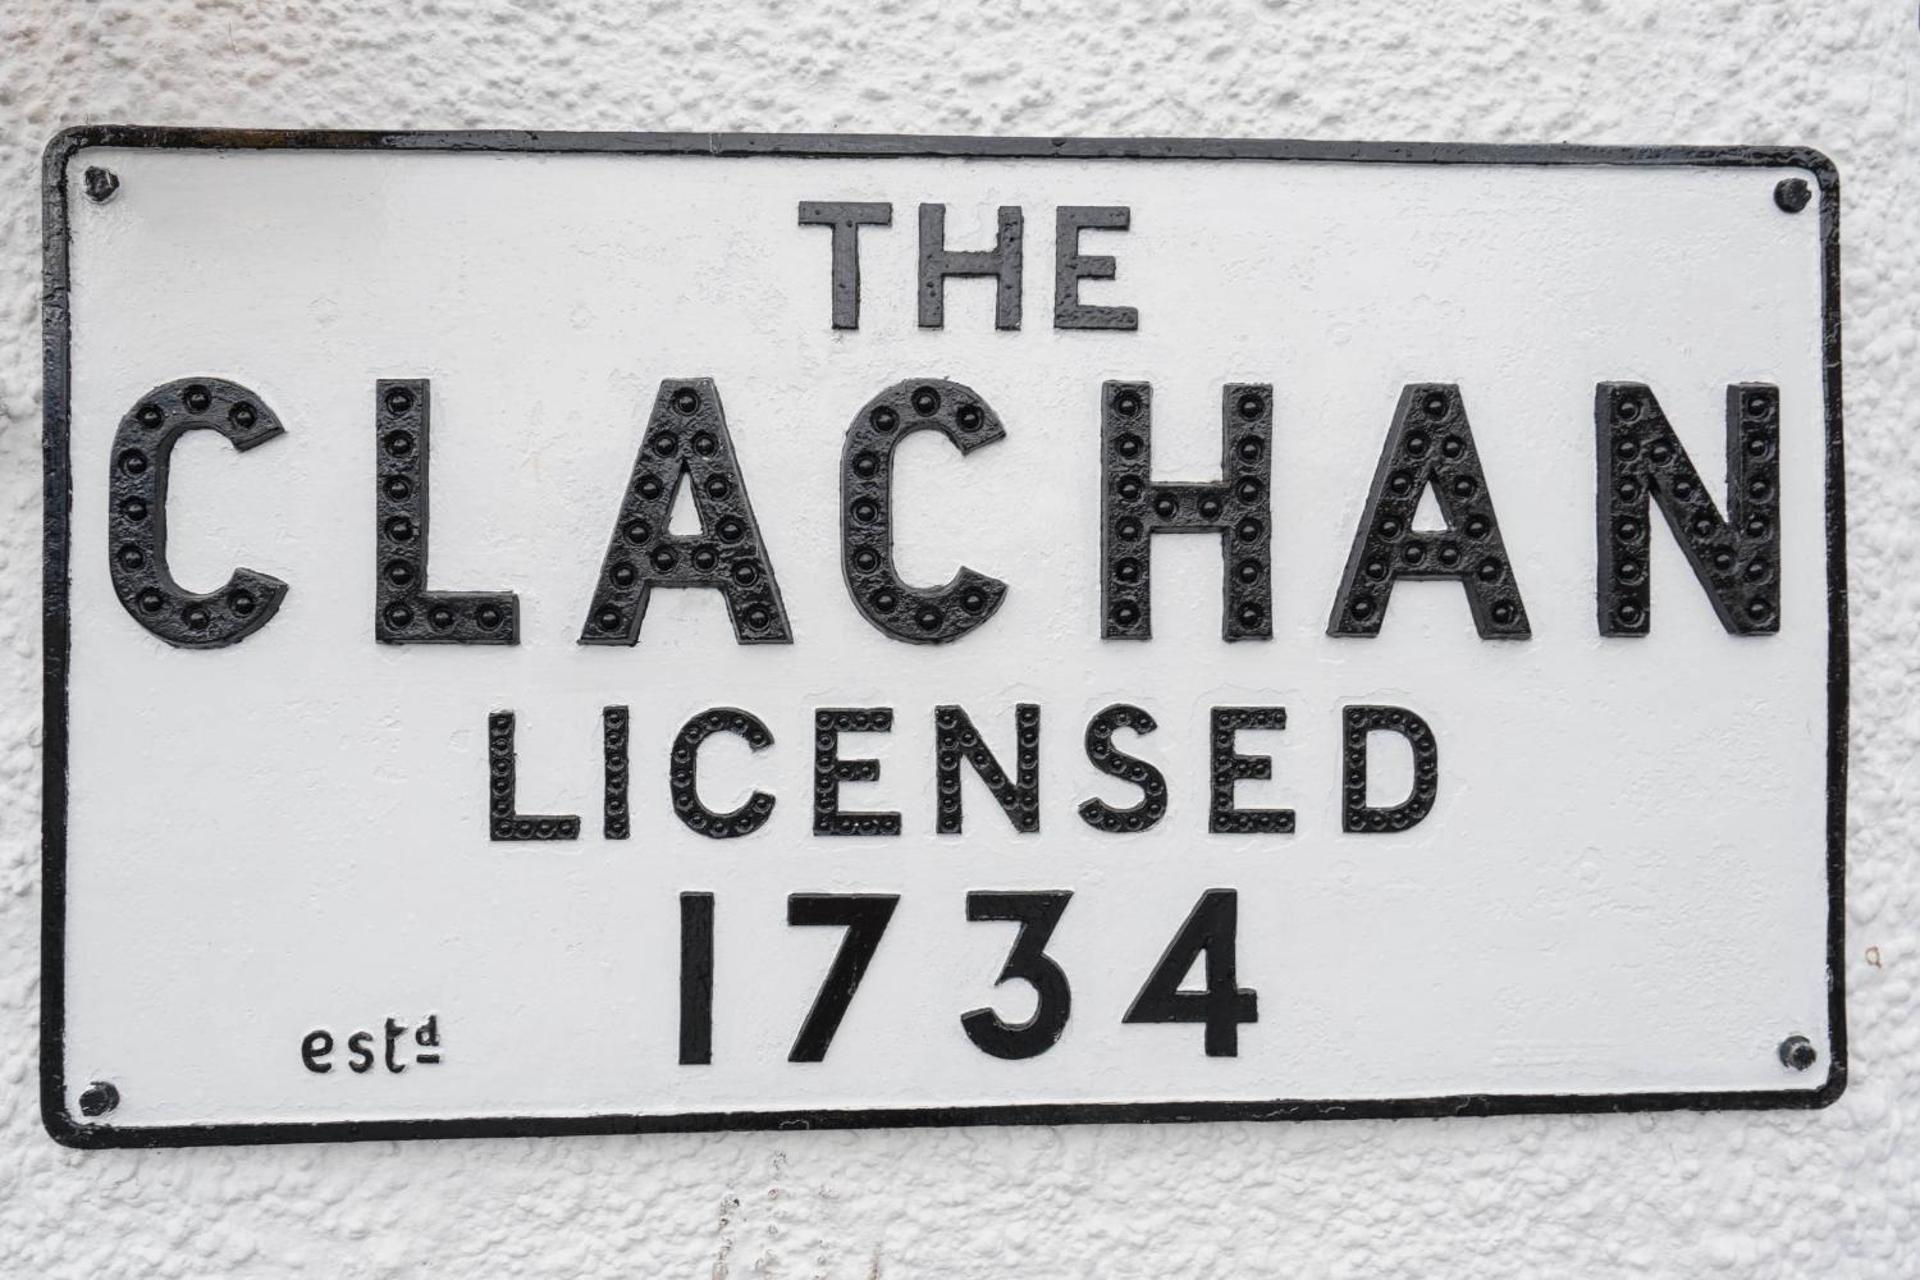 THE
CLACHAN
LICENSED
estd 1734